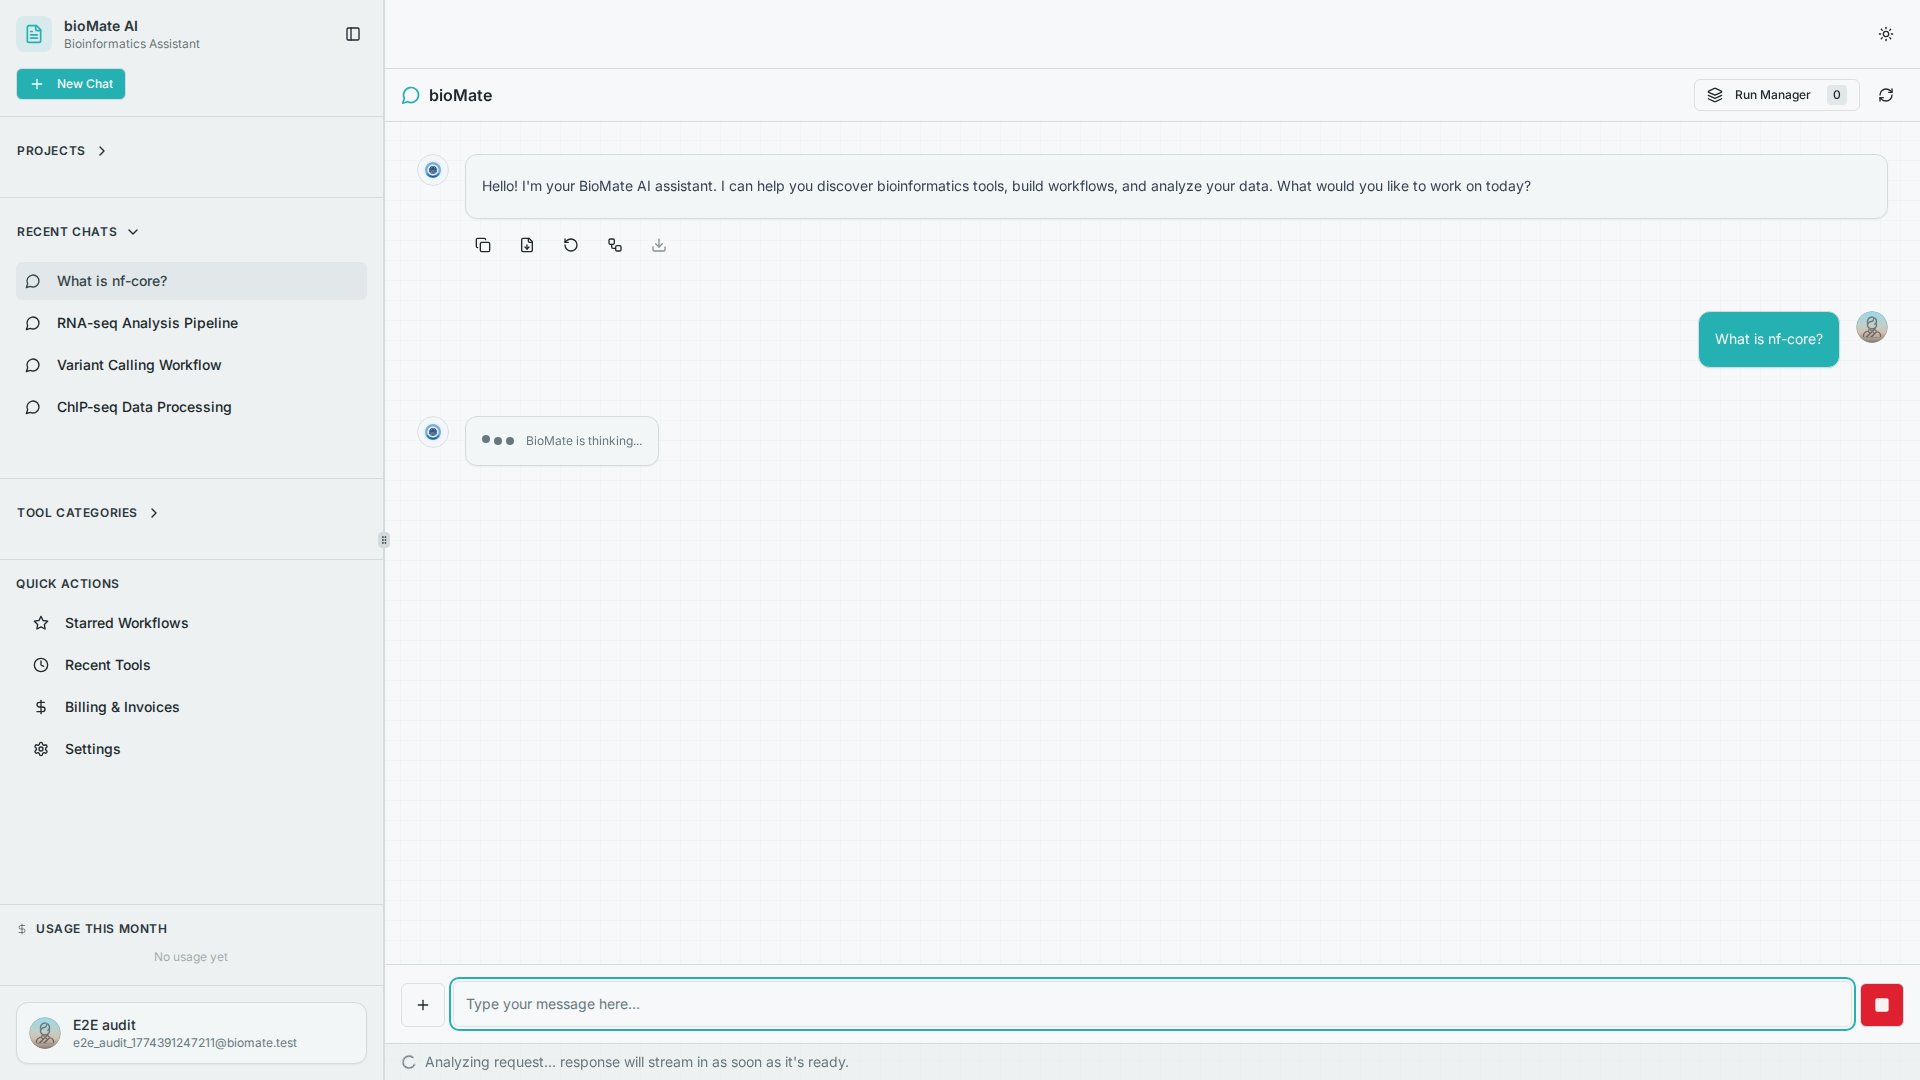 bioMate AI
Bioinformatics Assistant
New Chat
PROJECTS
RECENT CHATS
What is nf-core?
RNA-seq Analysis Pipeline
Variant Calling Workflow
ChIP-seq Data Processing
TOOL CATEGORIES
QUICK ACTIONS
Starred Workflows
Recent Tools
Billing & Invoices
Settings
USAGE THIS MONTH
No usage yet
E2E audit
e2e_audit_1774391247211@biomate.test
bioMate
Run Manager 0
Hello! I'm your BioMate AI assistant. I can help you discover bioinformatics tools, build workflows, and analyze your data. What would you like to work on today?
What is nf-core?
BioMate is thinking...
Type your message here...
Analyzing request... response will stream in as soon as it's ready.